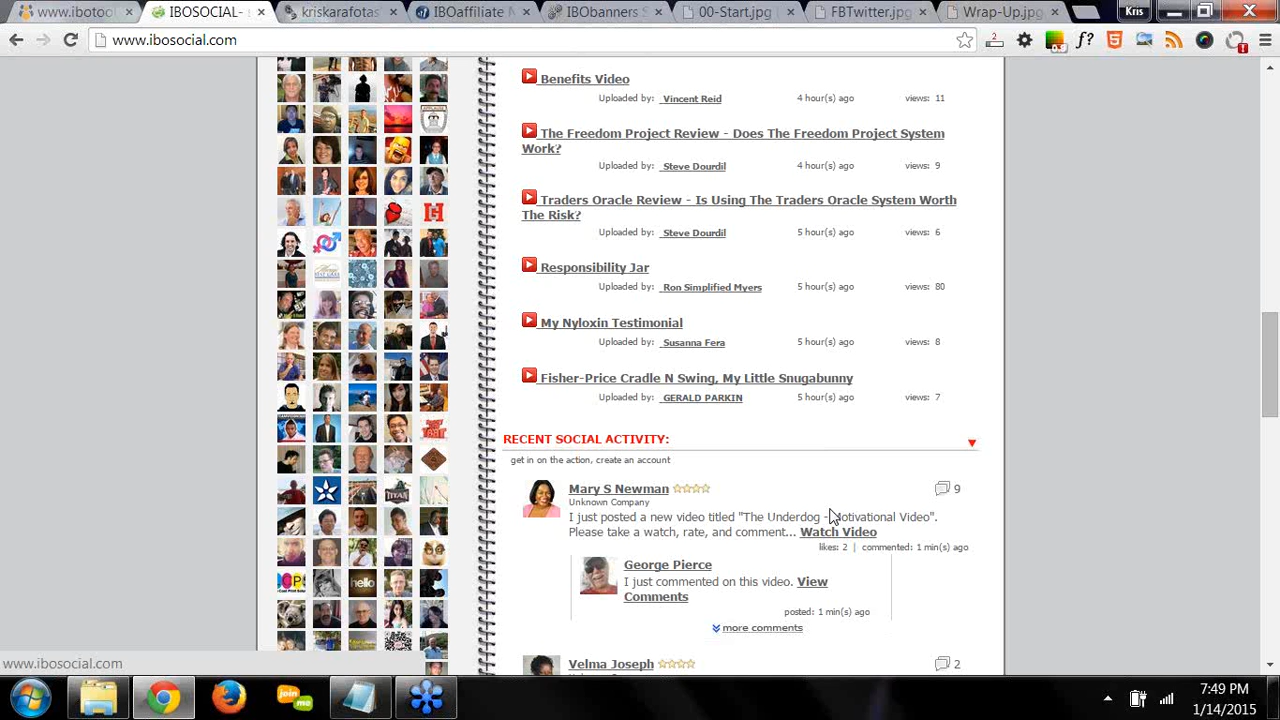 www.ibotoo
IBOSOCIAL-
kriskarafotas
IBOaffiliate N
IBObanners S
00-Start.jpg
FBTwitter.jpg
Wrap-Up.jpg
Kris
www.ibosocial.com
2
0.9
f?
Benefits Video
Uploaded by: Vincent Reid 4 hour(s) ago views: 11
The Freedom Project Review - Does The Freedom Project System
Work?
Uploaded by: Steve Dourdil 4 hour(s) ago views: 9
Traders Oracle Review - Is Using The Traders Oracle System Worth
The Risk?
Uploaded by: Steve Dourdil 5 hour(s) ago views: 6
Responsibility Jar
Uploaded by: Ron Simplified Myers 5 hour(s) ago views: 80
My Nyloxin Testimonial
Uploaded by: Susanna Fera 5 hour(s) ago views: 8
Fisher-Price Cradle N Swing, My Little Snugabunny
Uploaded by: GERALD PARKIN 5 hour(s) ago views: 7
RECENT SOCIAL ACTIVITY:
get in on the action, create an account
Mary S Newman 9
Unknown Company
I just posted a new video titled "The Underdog - Motivational Video".
Please take a watch, rate, and comment... Watch Video
likes: 2 | commented: 1 min(s) ago
George Pierce
I just commented on this video. View
Comments
posted: 1 min(s) ago
more comments
Velma Joseph 2
TITAN
hello
www.ibosocial.com
join
me
7:49 PM
1/14/2015